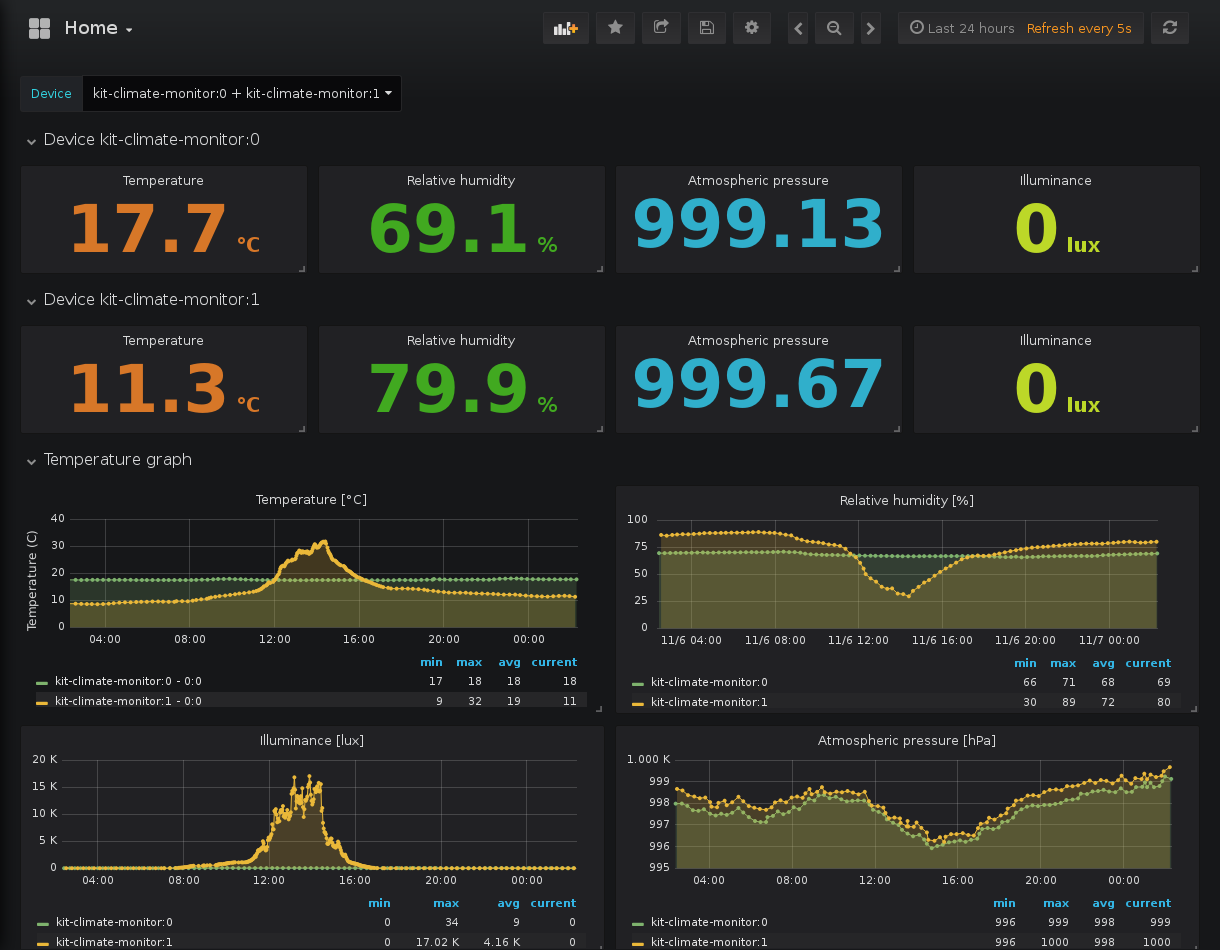 Home
Last 24 hours Refresh every 5s
Device kit-climate-monitor:0 + kit-climate-monitor:1
Device kit-climate-monitor:0
Temperature Relative humidity Atmospheric pressure Illuminance
17.7 °C 69.1 % 999.13 0 lux
Device kit-climate-monitor:1
Temperature Relative humidity Atmospheric pressure Illuminance
11.3 °C 79.9 % 999.67 0 lux
Temperature graph
Temperature [°C]
Temperature (C)
40
30
20
10
0
04:00 08:00 12:00 16:00 20:00 00:00
min max avg current
kit-climate-monitor:0 - 0:0 17 18 18 18
kit-climate-monitor:1 - 0:0 9 32 19 11
Relative humidity [%]
100
75
50
25
0
11/6 04:00 11/6 08:00 11/6 12:00 11/6 16:00 11/6 20:00 11/7 00:00
min max avg current
kit-climate-monitor:0 66 71 68 69
kit-climate-monitor:1 30 89 72 80
Illuminance [lux]
20 K
15 K
10 K
5 K
0
04:00 08:00 12:00 16:00 20:00 00:00
min max avg current
kit-climate-monitor:0 0 34 9 0
kit-climate-monitor:1 0 17.02 K 4.16 K 0
Atmospheric pressure [hPa]
1.000 K
999
998
997
996
995
04:00 08:00 12:00 16:00 20:00 00:00
min max avg current
kit-climate-monitor:0 996 999 998 999
kit-climate-monitor:1 996 1000 998 1000